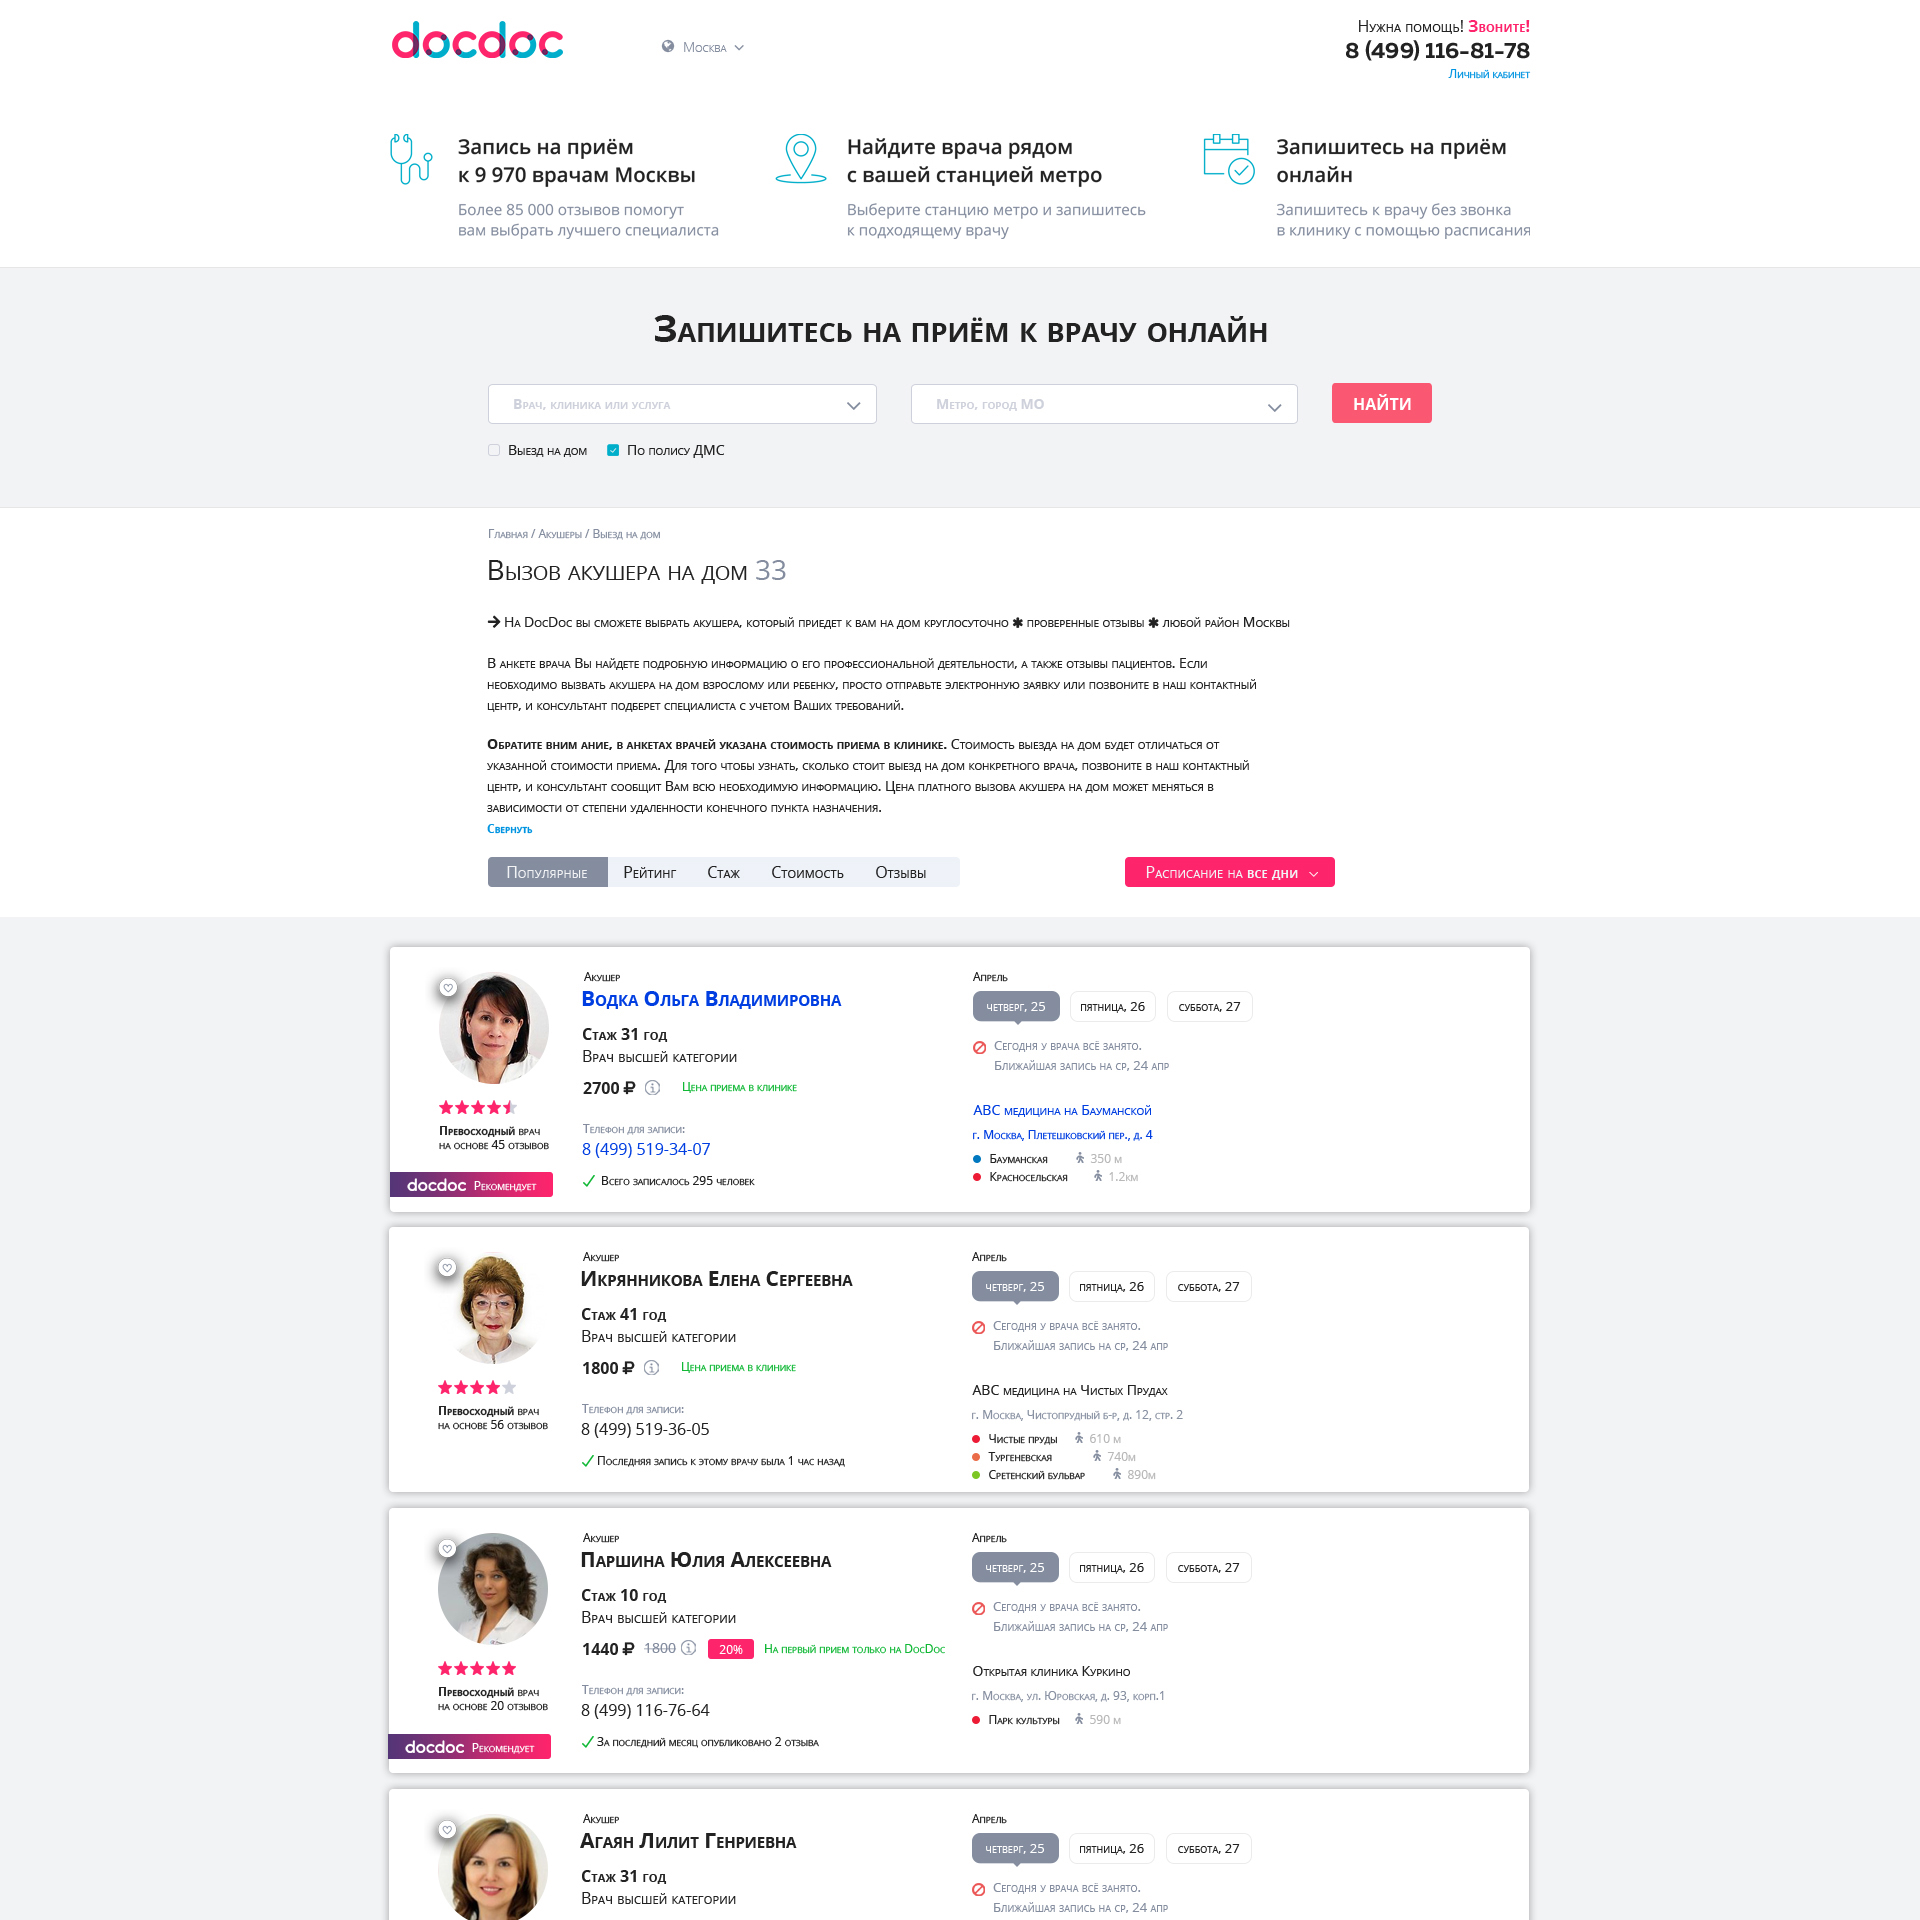 docdoc
Москва
Нужна помощь! Звоните!
8 (499) 116-81-78
Личный кабинет
Запись на приём
к 9 970 врачам Москвы
Более 85 000 отзывов помогут
вам выбрать лучшего специалиста
Найдите врача рядом
с вашей станцией метро
Выберите станцию метро и запишитесь
к подходящему врачу
Запишитесь на приём
онлайн
Запишитесь к врачу без звонка
в клинику с помощью расписания
Запишитесь на приём к врачу онлайн
Врач, клиника или услуга
Метро, город МО
НАЙТИ
Выезд на дом
По полису ДМС
Главная / Акушеры / Выезд на дом
Вызов акушера на дом 33
➔ На DocDoc вы сможете выбрать акушера, который приедет к вам на дом круглосуточно ✱ проверенные отзывы ✱ любой район Москвы
В анкете врача Вы найдете подробную информацию о его профессиональной деятельности, а также отзывы пациентов. Если
необходимо вызвать акушера на дом взрослому или ребенку, просто отправьте электронную заявку или позвоните в наш контактный
центр, и консультант подберет специалиста с учетом Ваших требований.
Обратите вним ание, в анкетах врачей указана стоимость приема в клинике. Стоимость выезда на дом будет отличаться от
указанной стоимости приема. Для того чтобы узнать, сколько стоит выезд на дом конкретного врача, позвоните в наш контактный
центр, и консультант сообщит Вам всю необходимую информацию. Цена платного вызова акушера на дом может меняться в
зависимости от степени удаленности конечного пункта назначения.
Свернуть
Популярные
Рейтинг
Стаж
Стоимость
Отзывы
Расписание на все дни
Превосходный врач
на основе 45 отзывов
docdoc Рекомендует
Акушер
Водка Ольга Владимировна
Стаж 31 год
Врач высшей категории
2700 ₽
Цена приема в клинике
Телефон для записи:
8 (499) 519-34-07
Всего записалось 295 человек
Апрель
четверг, 25
пятница, 26
суббота, 27
Сегодня у врача всё занято.
Ближайшая запись на ср, 24 апр
АВС медицина на Бауманской
г. Москва, Плетешковский пер., д. 4
Бауманская 350 м
Красносельская 1.2км
Превосходный врач
на основе 56 отзывов
Акушер
Икрянникова Елена Сергеевна
Стаж 41 год
Врач высшей категории
1800 ₽
Цена приема в клинике
Телефон для записи:
8 (499) 519-36-05
Последняя запись к этому врачу была 1 час назад
Апрель
четверг, 25
пятница, 26
суббота, 27
Сегодня у врача всё занято.
Ближайшая запись на ср, 24 апр
АВС медицина на Чистых Прудах
г. Москва, Чистопрудный б-р, д. 12, стр. 2
Чистые пруды 610 м
Тургеневская 740м
Сретенский бульвар 890м
Превосходный врач
на основе 20 отзывов
docdoc Рекомендует
Акушер
Паршина Юлия Алексеевна
Стаж 10 год
Врач высшей категории
1440 ₽ 1800
20%
На первый прием только на DocDoc
Телефон для записи:
8 (499) 116-76-64
За последний месяц опубликовано 2 отзыва
Апрель
четверг, 25
пятница, 26
суббота, 27
Сегодня у врача всё занято.
Ближайшая запись на ср, 24 апр
Открытая клиника Куркино
г. Москва, ул. Юровская, д. 93, корп.1
Парк культуры 590 м
Акушер
Агаян Лилит Генриевна
Стаж 31 год
Врач высшей категории
Апрель
четверг, 25
пятница, 26
суббота, 27
Сегодня у врача всё занято.
Ближайшая запись на ср, 24 апр